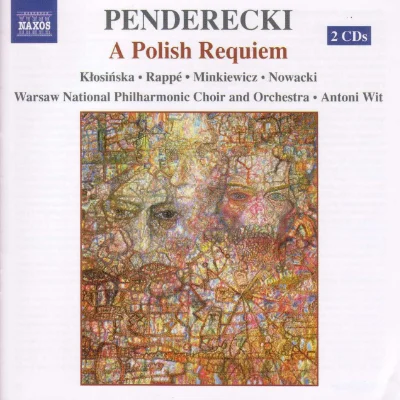 NAXOS
PENDERECKI
2 CDs
A Polish Requiem
Kłosińska • Rappé • Minkiewicz • Nowacki
Warsaw National Philharmonic Choir and Orchestra • Antoni Wit